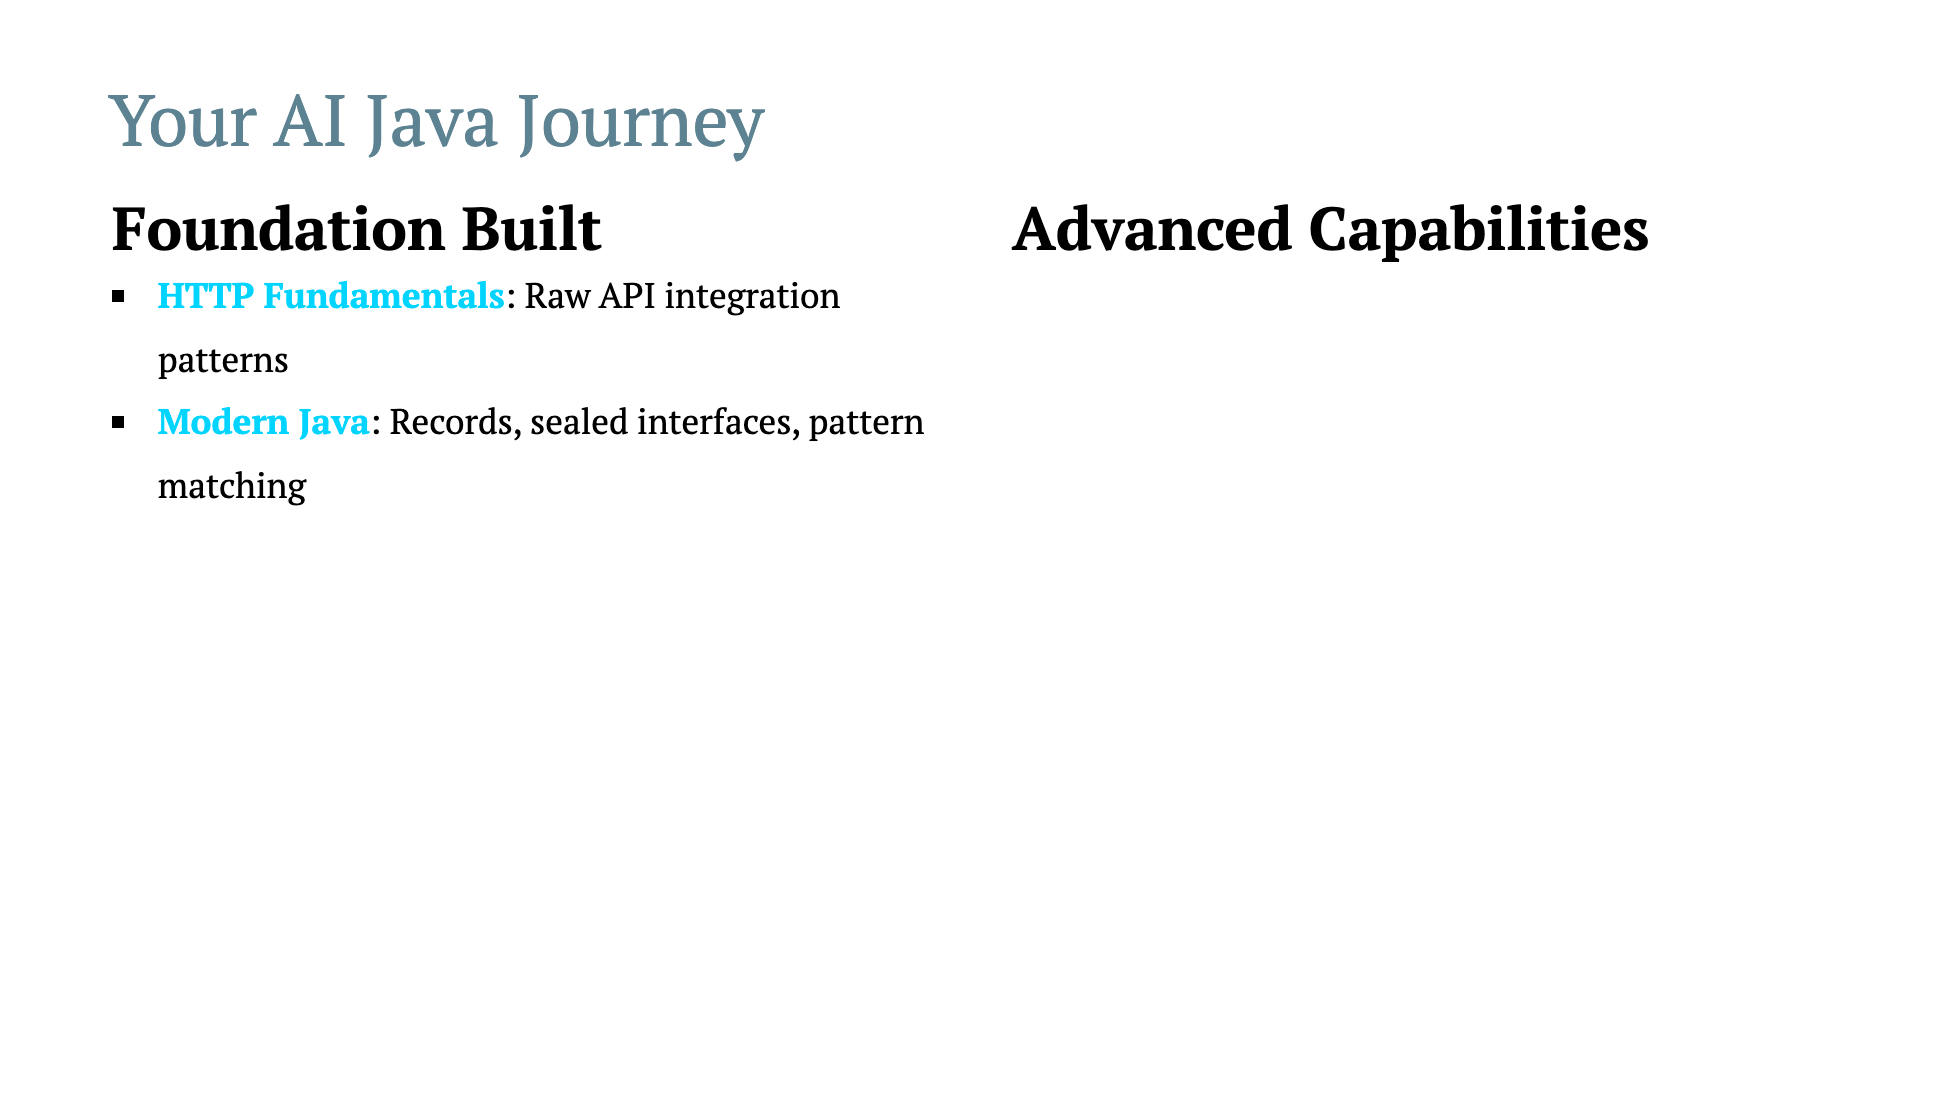 Your AI Java Journey
Foundation Built
▪ HTTP Fundamentals: Raw API integration
patterns
▪ Modern Java: Records, sealed interfaces, pattern
matching
Advanced Capabilities